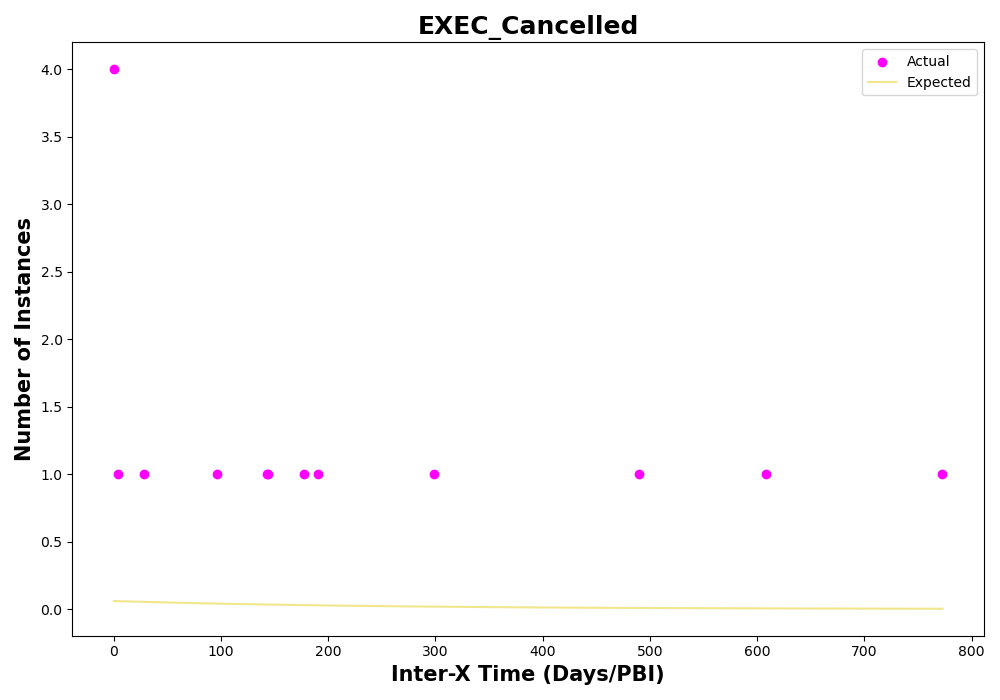 EXEC_Cancelled
Actual
Expected
Number of Instances
4.0
3.5
3.0
2.5
2.0
1.5
1.0
0.5
0.0
0 100 200 300 400 500 600 700 800
Inter-X Time (Days/PBI)